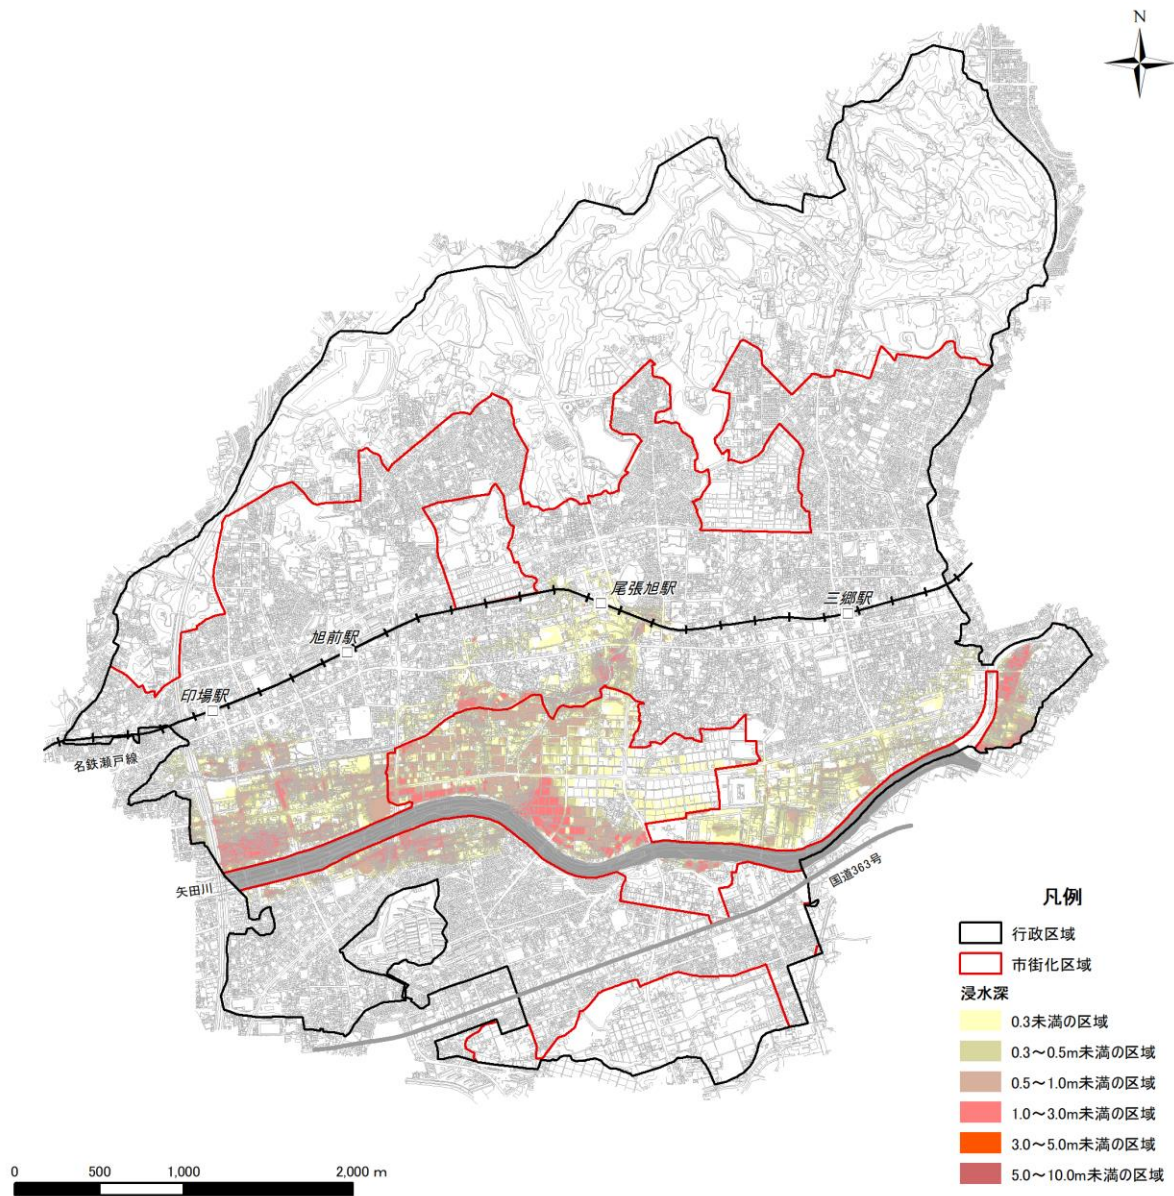 N
尾張旭駅
三郷駅
旭前駅
印場駅
名鉄瀬戸線
矢田川
国道363号
凡例
行政区域
市街化区域
浸水深
0.3未満の区域
0.3~0.5m未満の区域
0.5~1.0m未満の区域
1.0~3.0m未満の区域
3.0~5.0m未満の区域
5.0~10.0m未満の区域
0 500 1,000 2,000 m